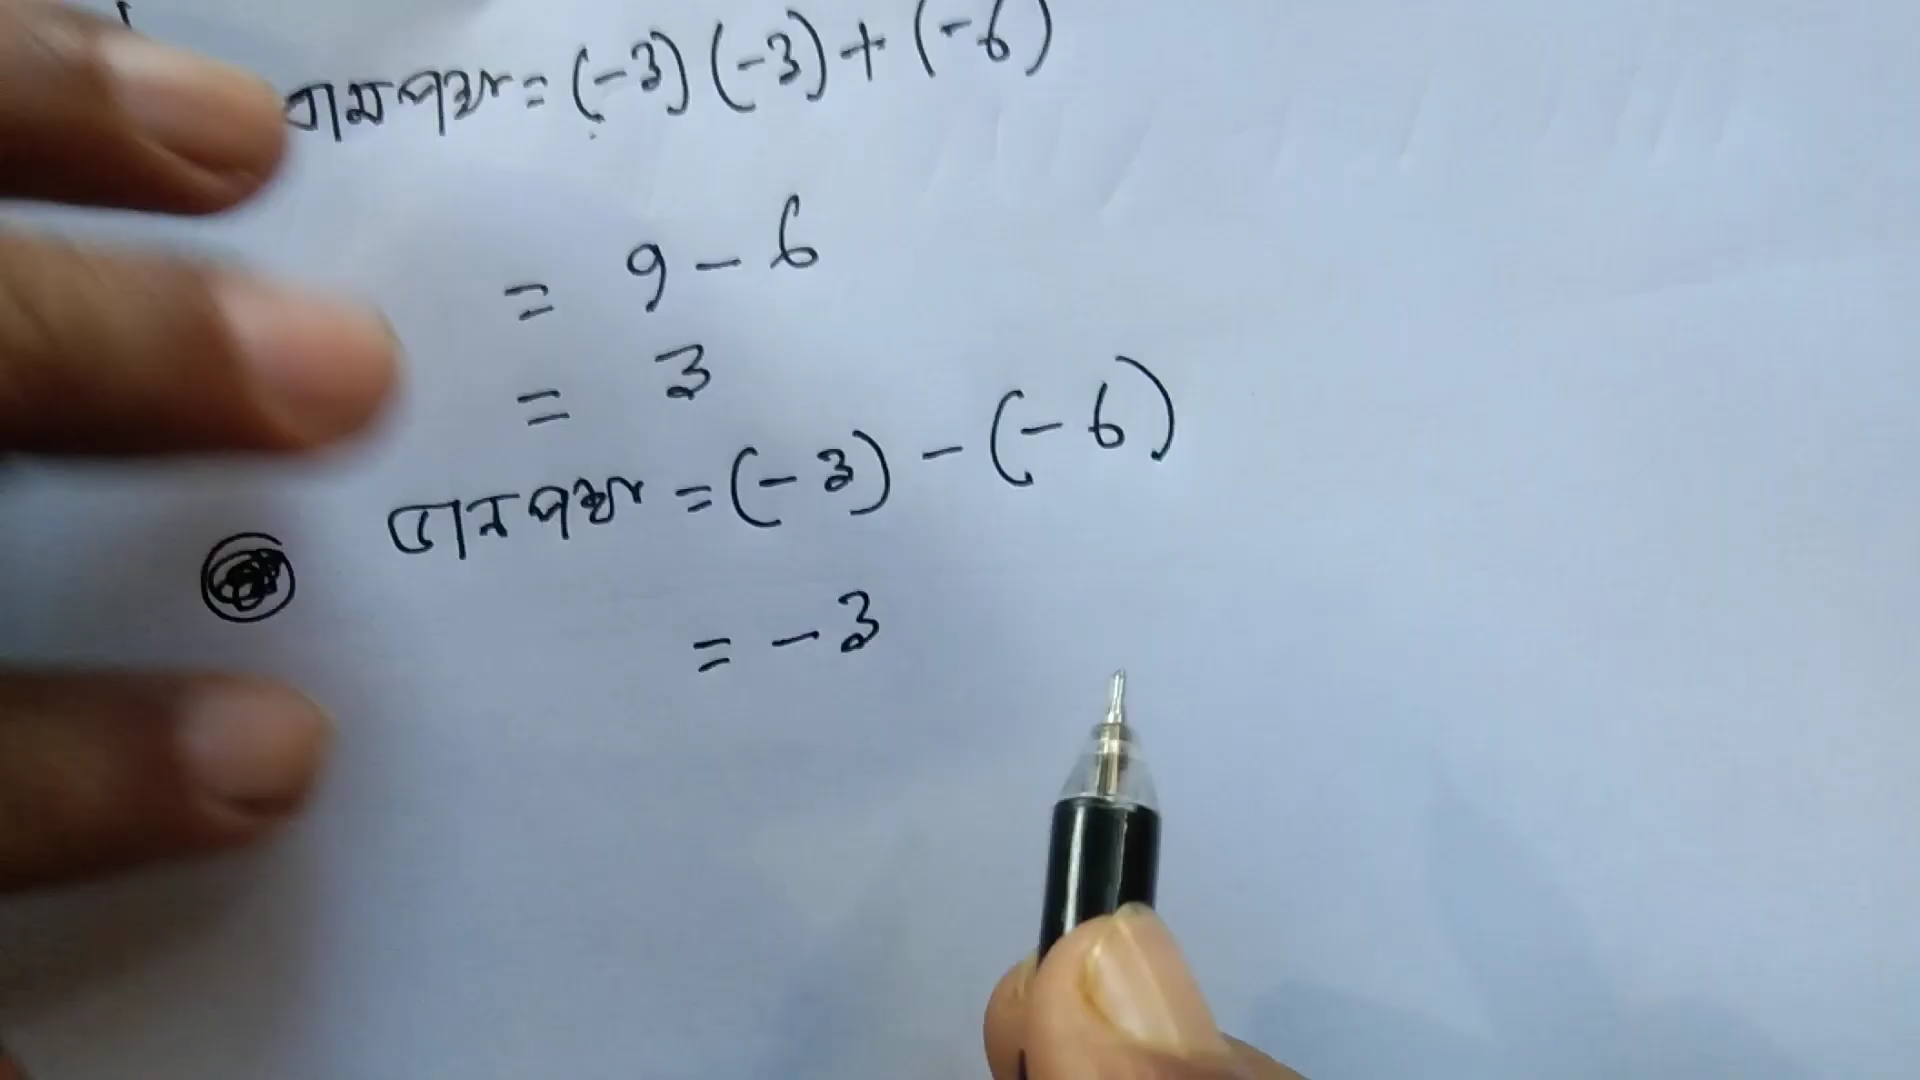 বামপক্ষ = (-3) (-3) + (-6)
= 9 - 6
= 3
ডানপক্ষ = (-3) - (-6)
= -3